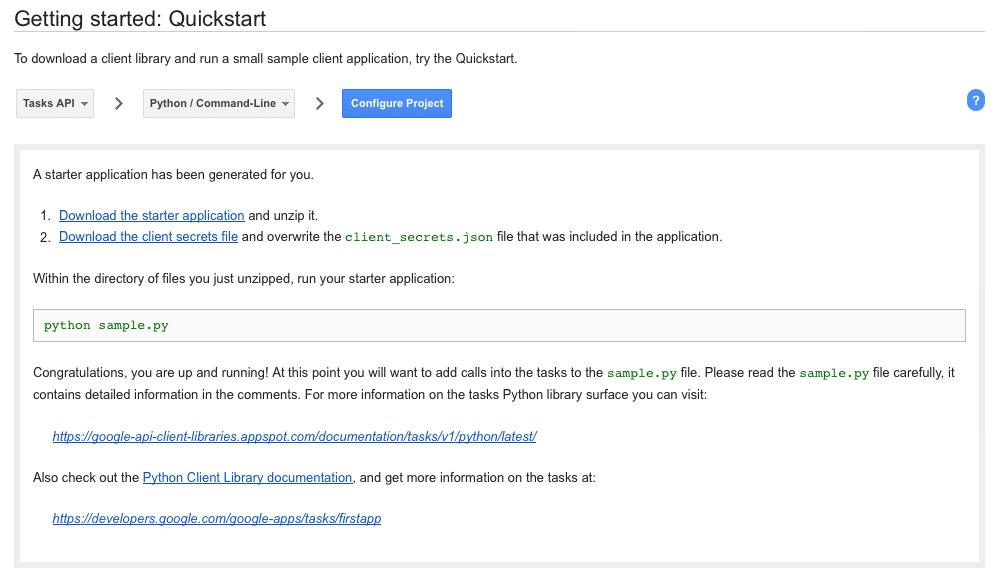 Getting started: Quickstart
To download a client library and run a small sample client application, try the Quickstart.
Tasks API Python / Command-Line Configure Project ?
A starter application has been generated for you.
1. Download the starter application and unzip it.
2. Download the client secrets file and overwrite the client_secrets.json file that was included in the application.
Within the directory of files you just unzipped, run your starter application:
python sample.py
Congratulations, you are up and running! At this point you will want to add calls into the tasks to the sample.py file. Please read the sample.py file carefully, it
contains detailed information in the comments. For more information on the tasks Python library surface you can visit:
https://google-api-client-libraries.appspot.com/documentation/tasks/v1/python/latest/
Also check out the Python Client Library documentation, and get more information on the tasks at:
https://developers.google.com/google-apps/tasks/firstapp